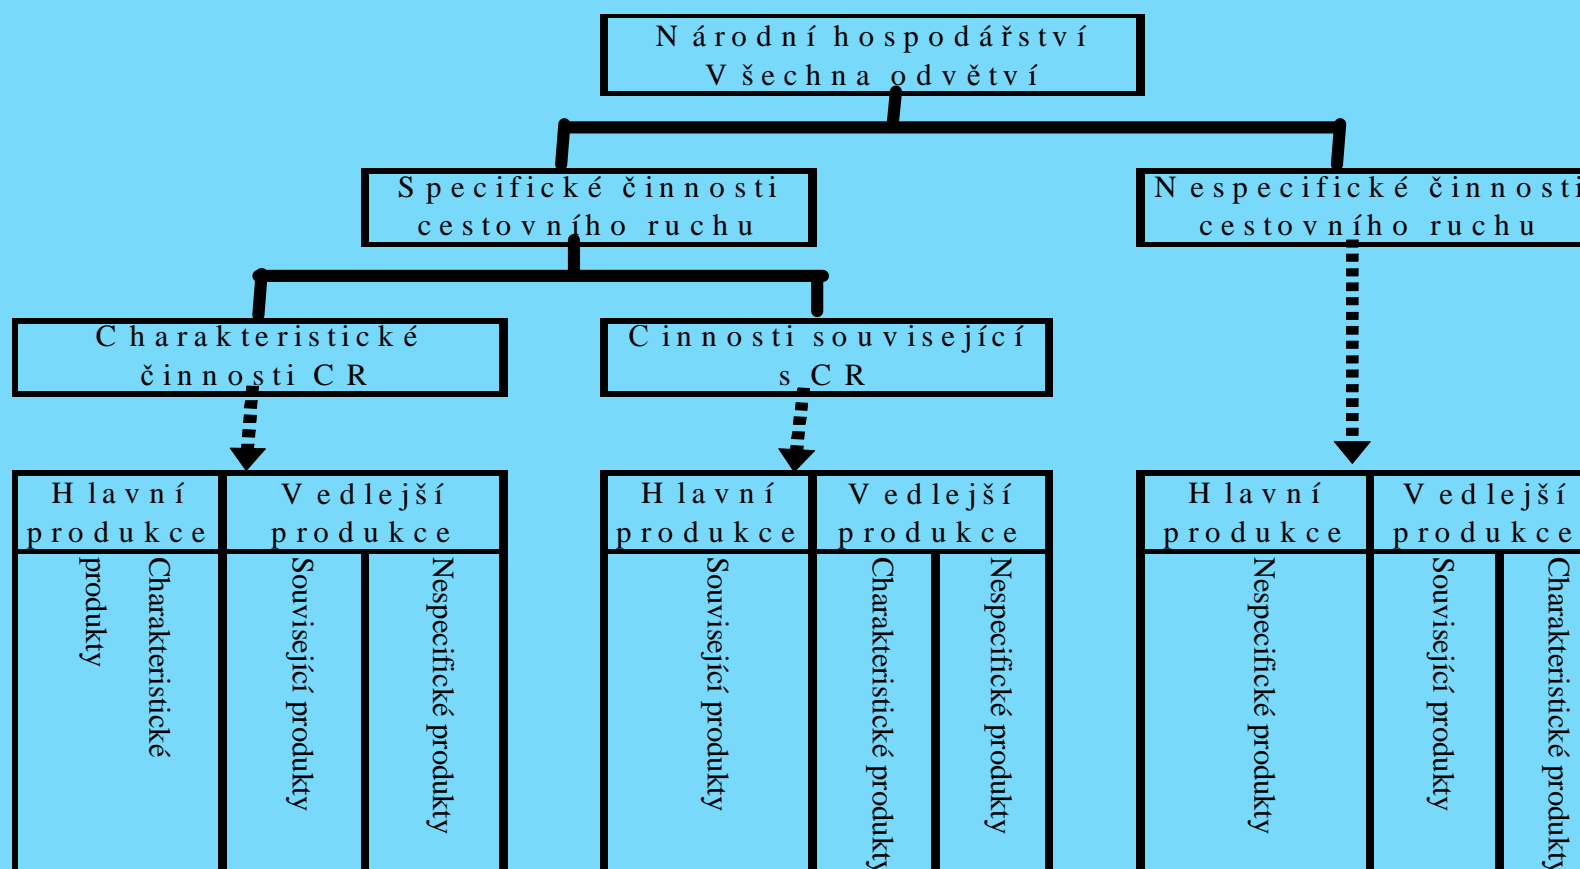 Národní hospodářství
Všechna odvětví
Specifické činnosti
cestovního ruchu
Nespecifické činnosti
cestovního ruchu
Charakteristické
činnosti CR
Cinnosti související
s CR
Hlavní
produkce
Vedlejší
produkce
Hlavní
produkce
Vedlejší
produkce
Hlavní
produkce
Vedlejší
produkce
Charakteristické
produkty
Související produkty
Nespecifické produkty
Související produkty
Charakteristické produkty
Nespecifické produkty
Nespecifické produkty
Související produkty
Charakteristické produkty